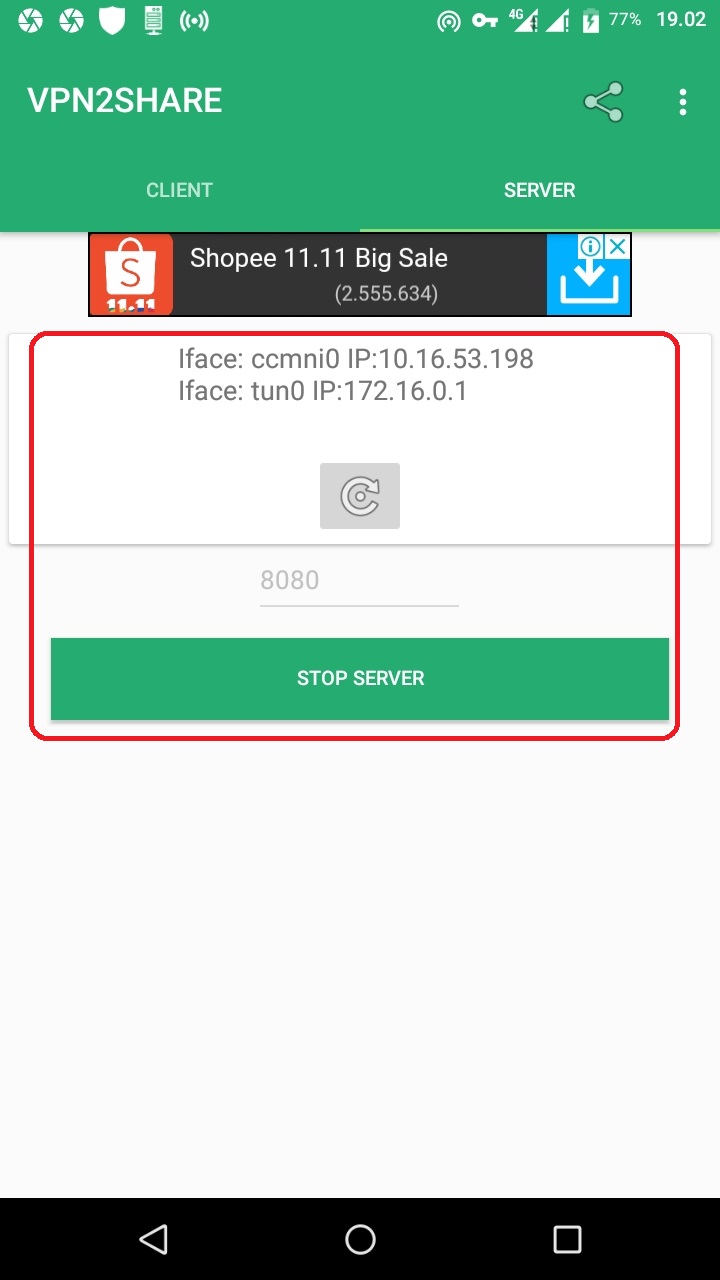 4G 77% 19.02
VPN2SHARE
CLIENT SERVER
S
11.11
Shopee 11.11 Big Sale
(2.555.634)
Iface: ccmni0 IP:10.16.53.198
Iface: tun0 IP:172.16.0.1
8080
STOP SERVER